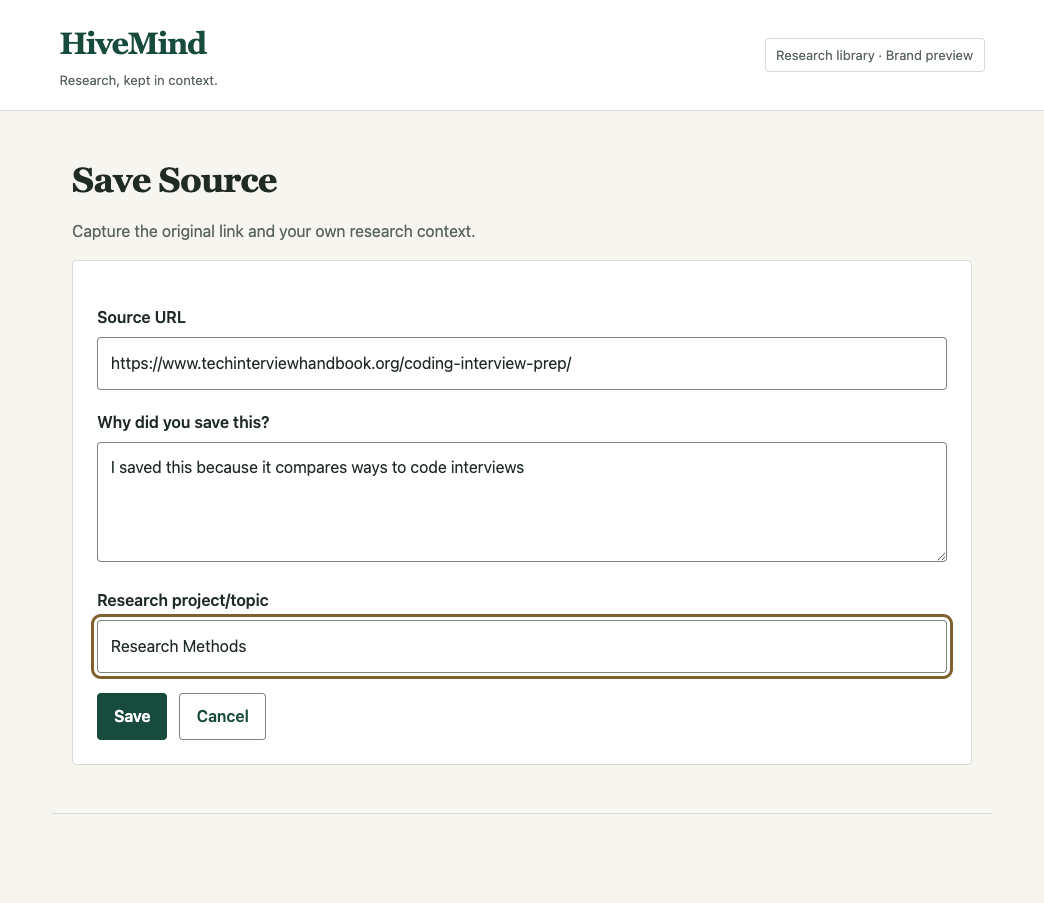 HiveMind
Research, kept in context.
Research library · Brand preview
Save Source
Capture the original link and your own research context.
Source URL
https://www.techinterviewhandbook.org/coding-interview-prep/
Why did you save this?
I saved this because it compares ways to code interviews
Research project/topic
Research Methods
Save
Cancel